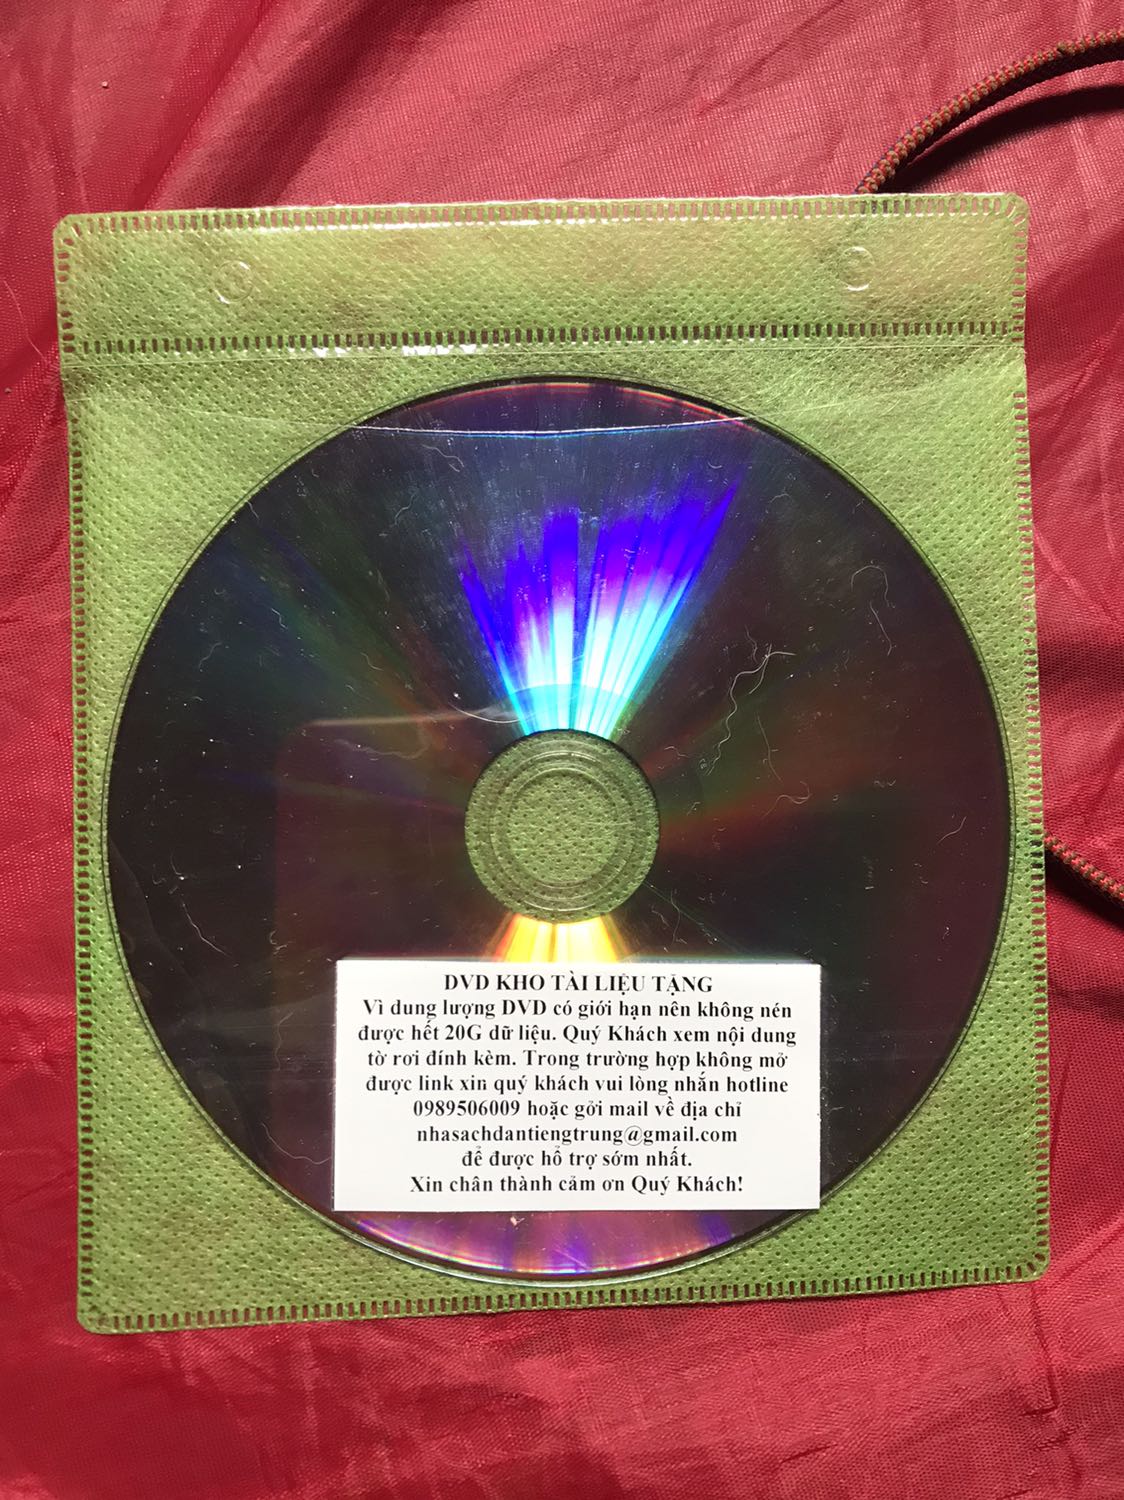 DVD KHO TÀI LIỆU TẶNG
Vì dung lượng DVD có giới hạn nên không nén
được hết 20G dữ liệu. Quý Khách xem nội dung
tờ rơi đính kèm. Trong trường hợp không mở
được link xin quý khách vui lòng nhắn hotline
0989506009 hoặc gởi mail về địa chỉ
nhasachdantiengtrung@gmail.com
để được hỗ trợ sớm nhất.
Xin chân thành cảm ơn Quý Khách!